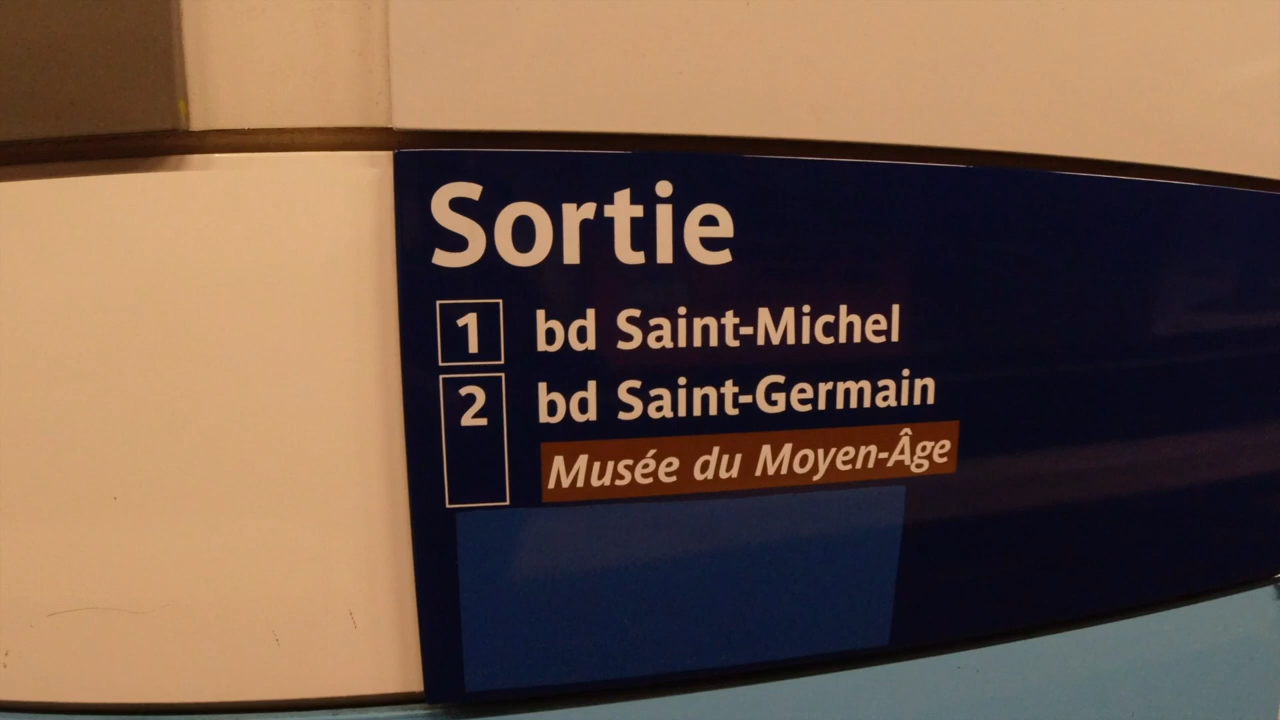 Sortie
1 bd Saint-Michel
2 bd Saint-Germain
Musée du Moyen-Âge